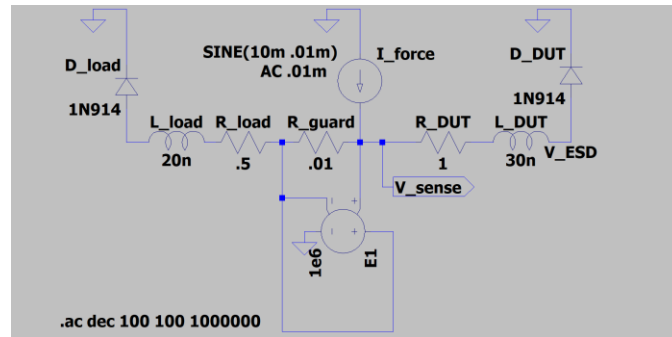 SINE(10m .01m)
AC .01m
I_force
D_load
1N914
D_DUT
1N914
L_load
20n
R_load
.5
R_guard
.01
R_DUT
1
L_DUT
30n
V_ESD
V_sense
1e6
E1
.ac dec 100 100 1000000